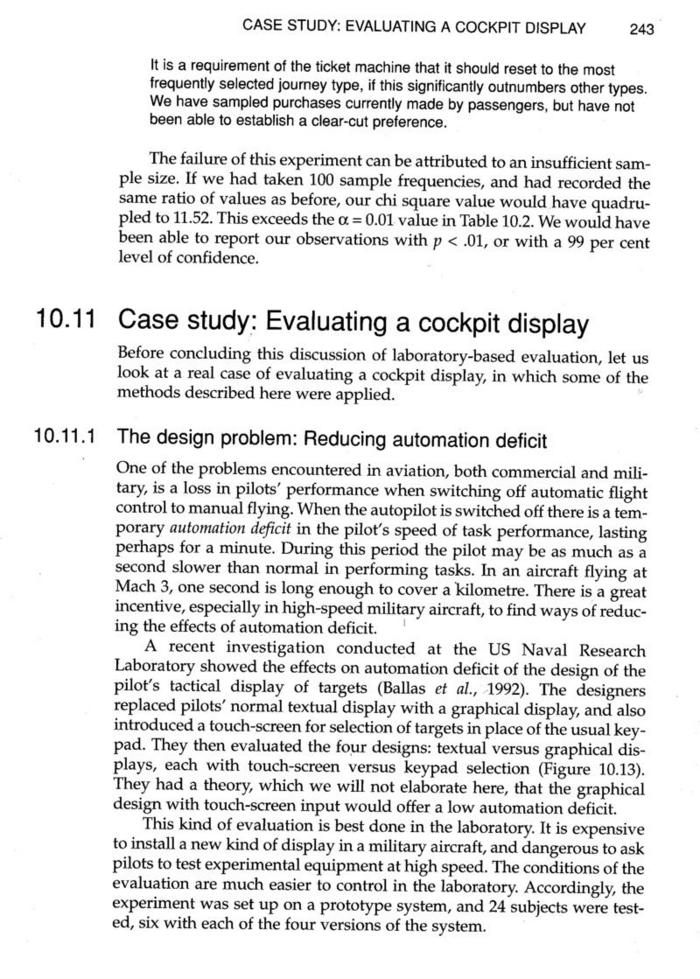 CASE STUDY: EVALUATING A COCKPIT DISPLAY 243
It is a requirement of the ticket machine that it should reset to the most
frequently selected journey type, if this significantly outnumbers other types.
We have sampled purchases currently made by passengers, but have not
been able to establish a clear-cut preference.
The failure of this experiment can be attributed to an insufficient sam-
ple size. If we had taken 100 sample frequencies, and had recorded the
same ratio of values as before, our chi square value would have quadru-
pled to 11.52. This exceeds the α = 0.01 value in Table 10.2. We would have
been able to report our observations with p < .01, or with a 99 per cent
level of confidence.
10.11 Case study: Evaluating a cockpit display
Before concluding this discussion of laboratory-based evaluation, let us
look at a real case of evaluating a cockpit display, in which some of the
methods described here were applied.
10.11.1 The design problem: Reducing automation deficit
One of the problems encountered in aviation, both commercial and mili-
tary, is a loss in pilots' performance when switching off automatic flight
control to manual flying. When the autopilot is switched off there is a tem-
porary automation deficit in the pilot's speed of task performance, lasting
perhaps for a minute. During this period the pilot may be as much as a
second slower than normal in performing tasks. In an aircraft flying at
Mach 3, one second is long enough to cover a kilometre. There is a great
incentive, especially in high-speed military aircraft, to find ways of reduc-
ing the effects of automation deficit.
A recent investigation conducted at the US Naval Research
Laboratory showed the effects on automation deficit of the design of the
pilot's tactical display of targets (Ballas et al., 1992). The designers
replaced pilots' normal textual display with a graphical display, and also
introduced a touch-screen for selection of targets in place of the usual key-
pad. They then evaluated the four designs: textual versus graphical dis-
plays, each with touch-screen versus keypad selection (Figure 10.13).
They had a theory, which we will not elaborate here, that the graphical
design with touch-screen input would offer a low automation deficit.
This kind of evaluation is best done in the laboratory. It is expensive
to install a new kind of display in a military aircraft, and dangerous to ask
pilots to test experimental equipment at high speed. The conditions of the
evaluation are much easier to control in the laboratory. Accordingly, the
experiment was set up on a prototype system, and 24 subjects were test-
ed, six with each of the four versions of the system.